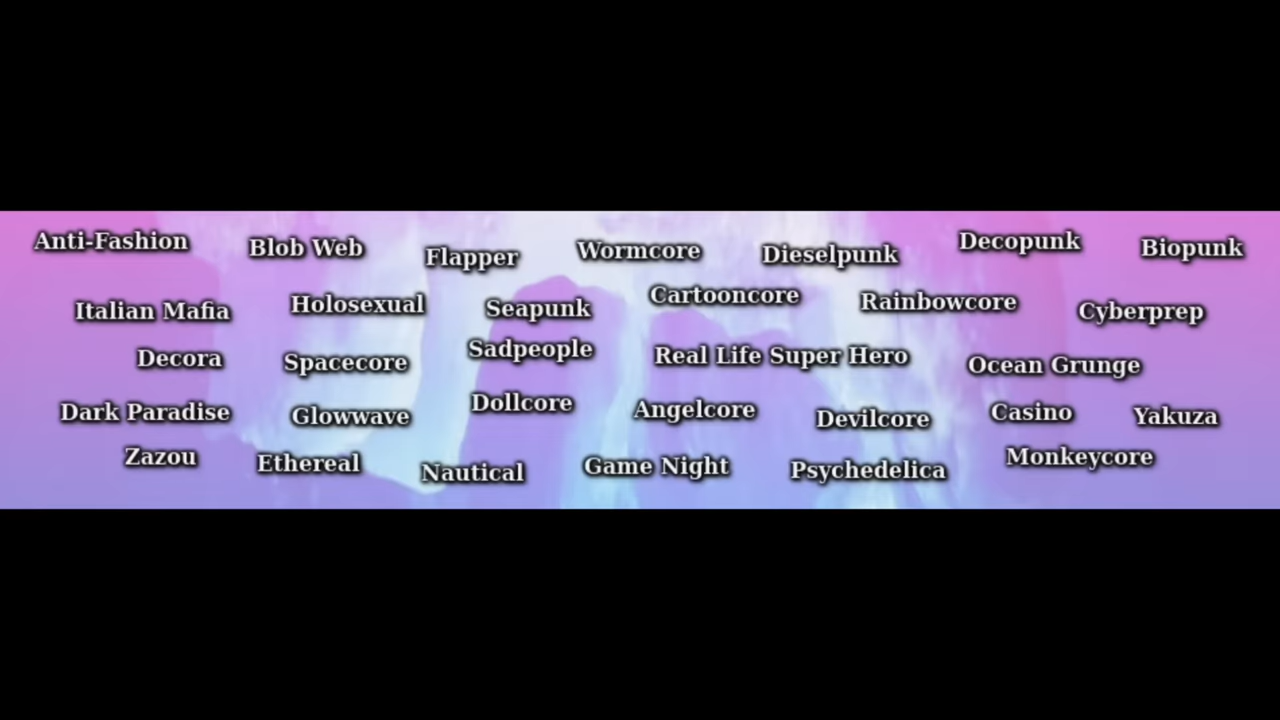 Anti-Fashion Blob Web Flapper Wormcore Dieselpunk Decopunk Biopunk
Italian Mafia Holosexual Seapunk Cartooncore Rainbowcore Cyberprep
Decora Spacecore Sadpeople Real Life Super Hero Ocean Grunge
Dark Paradise Glowwave Dollcore Angelcore Devilcore Casino Yakuza
Zazou Ethereal Nautical Game Night Psychedelica Monkeycore